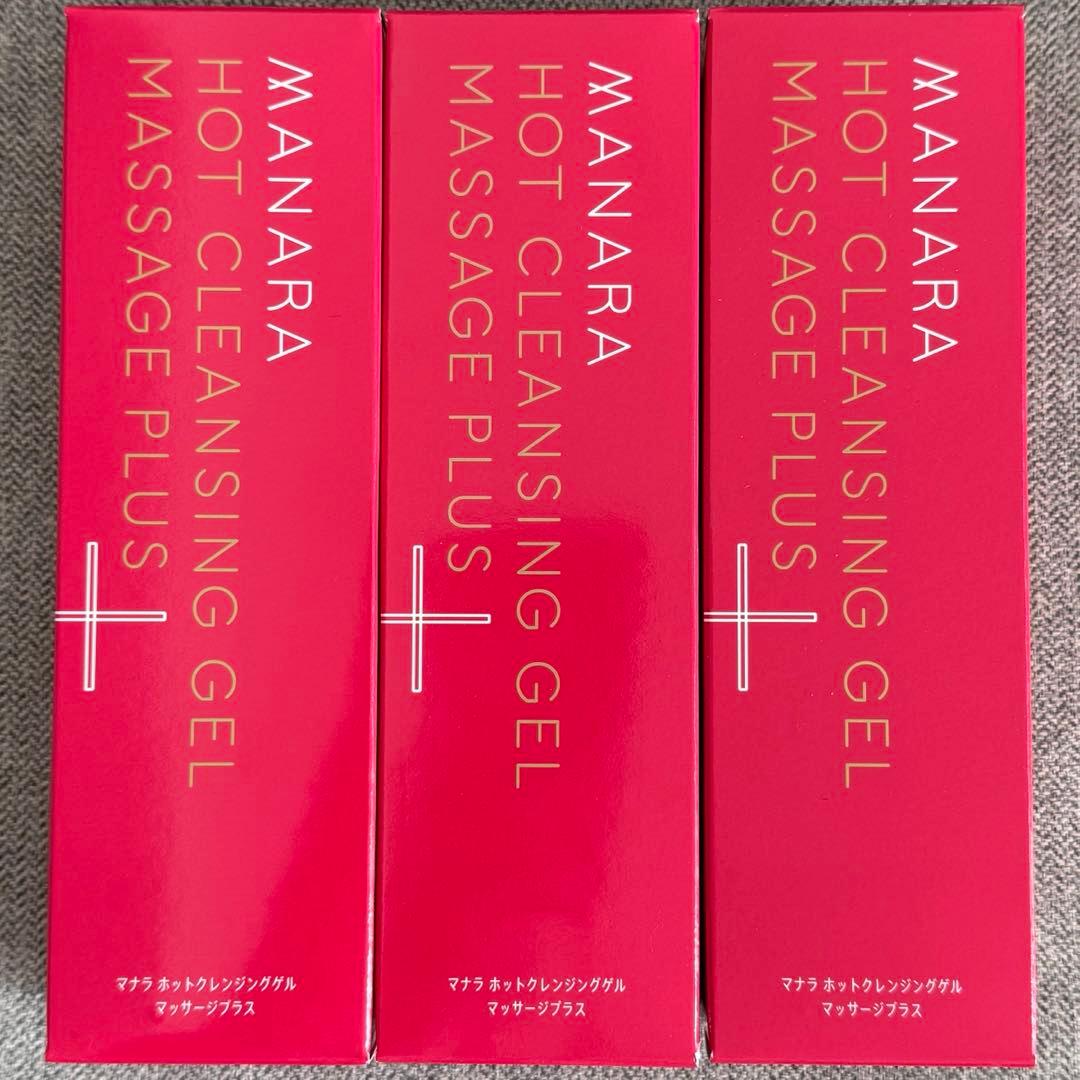 MANARA
HOT CLEANSING GEL
MASSAGE PLUS
マナラ ホットクレンジングゲル
マッサージプラス
MANARA
HOT CLEANSING GEL
MASSAGE PLUS
マナラ ホットクレンジングゲル
マッサージプラス
MANARA
HOT CLEANSING GEL
MASSAGE PLUS
マナラ ホットクレンジングゲル
マッサージプラス